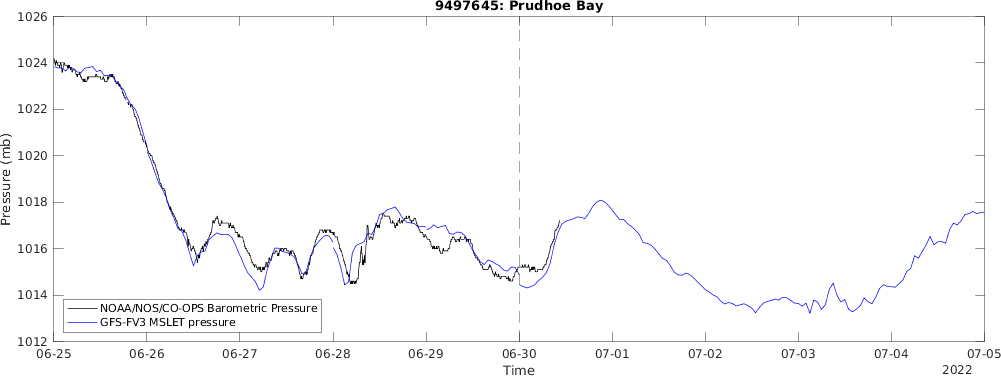 9497645: Prudhoe Bay
1026
1024
1022
1020
1018
1016
1014
1012
Pressure (mb)
NOAA/NOS/CO-OPS Barometric Pressure
GFS-FV3 MSLET pressure
06-25 06-26 06-27 06-28 06-29 06-30 07-01 07-02 07-03 07-04 07-05
Time
2022